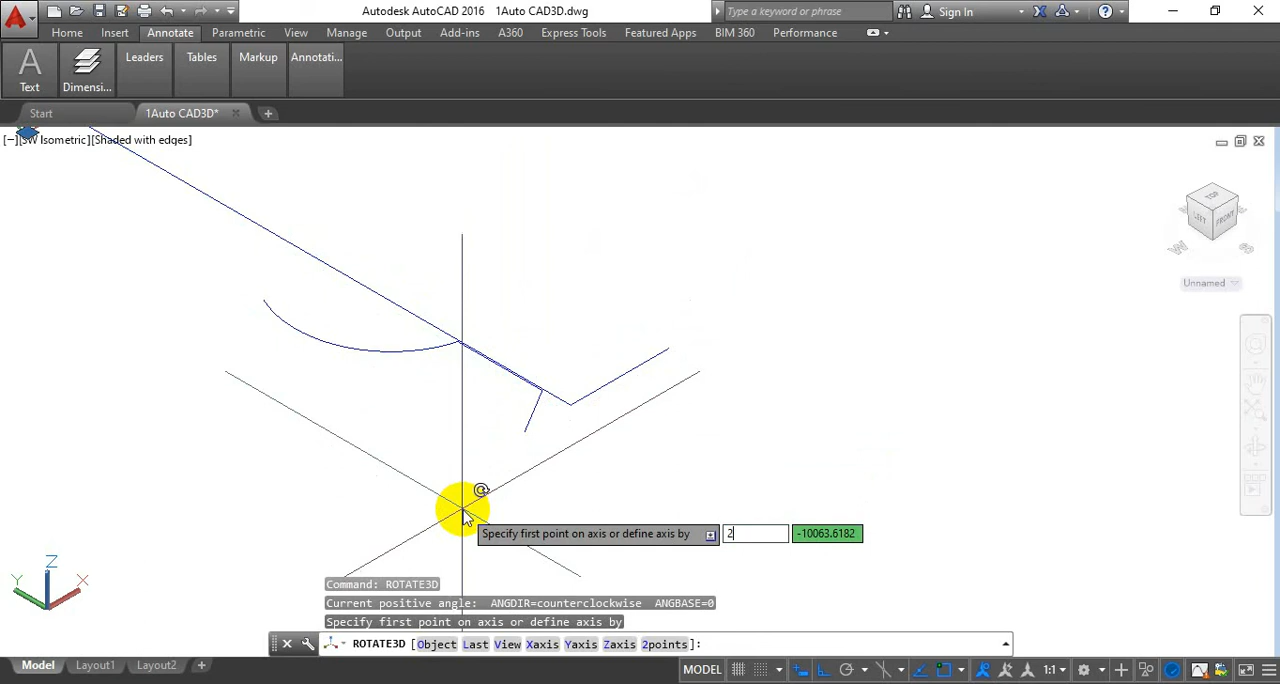 Autodesk AutoCAD 2016 1Auto CAD3D.dwg
Type a keyword or phrase
Sign In
Home Insert Annotate Parametric View Manage Output Add-ins A360 Express Tools Featured Apps BIM 360 Performance
Text Dimensi... Leaders Tables Markup Annotati...
Start 1Auto CAD3D*
[−][SW Isometric][Shaded with edges]
TOP
LEFT FRONT
W S
Unnamed
Specify first point on axis or define axis by 2 -10063.6182
Z
Y X
Command: ROTATE3D
Current positive angle: ANGDIR=counterclockwise ANGBASE=0
Specify first point on axis or define axis by
ROTATE3D [Object Last View Xaxis Yaxis Zaxis 2points]:
Model Layout1 Layout2 +
MODEL 1:1